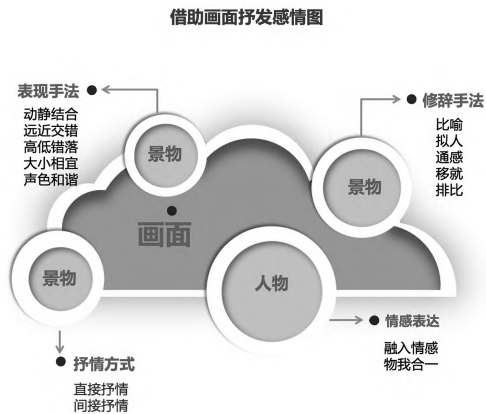 借助画面抒发感情图
表现手法
动静结合
远近交错
高低错落
大小相宜
声色和谐
修辞手法
比喻
拟人
通感
移就
排比
景物
景物
画面
景物
人物
情感表达
融入情感
物我合一
抒情方式
直接抒情
间接抒情